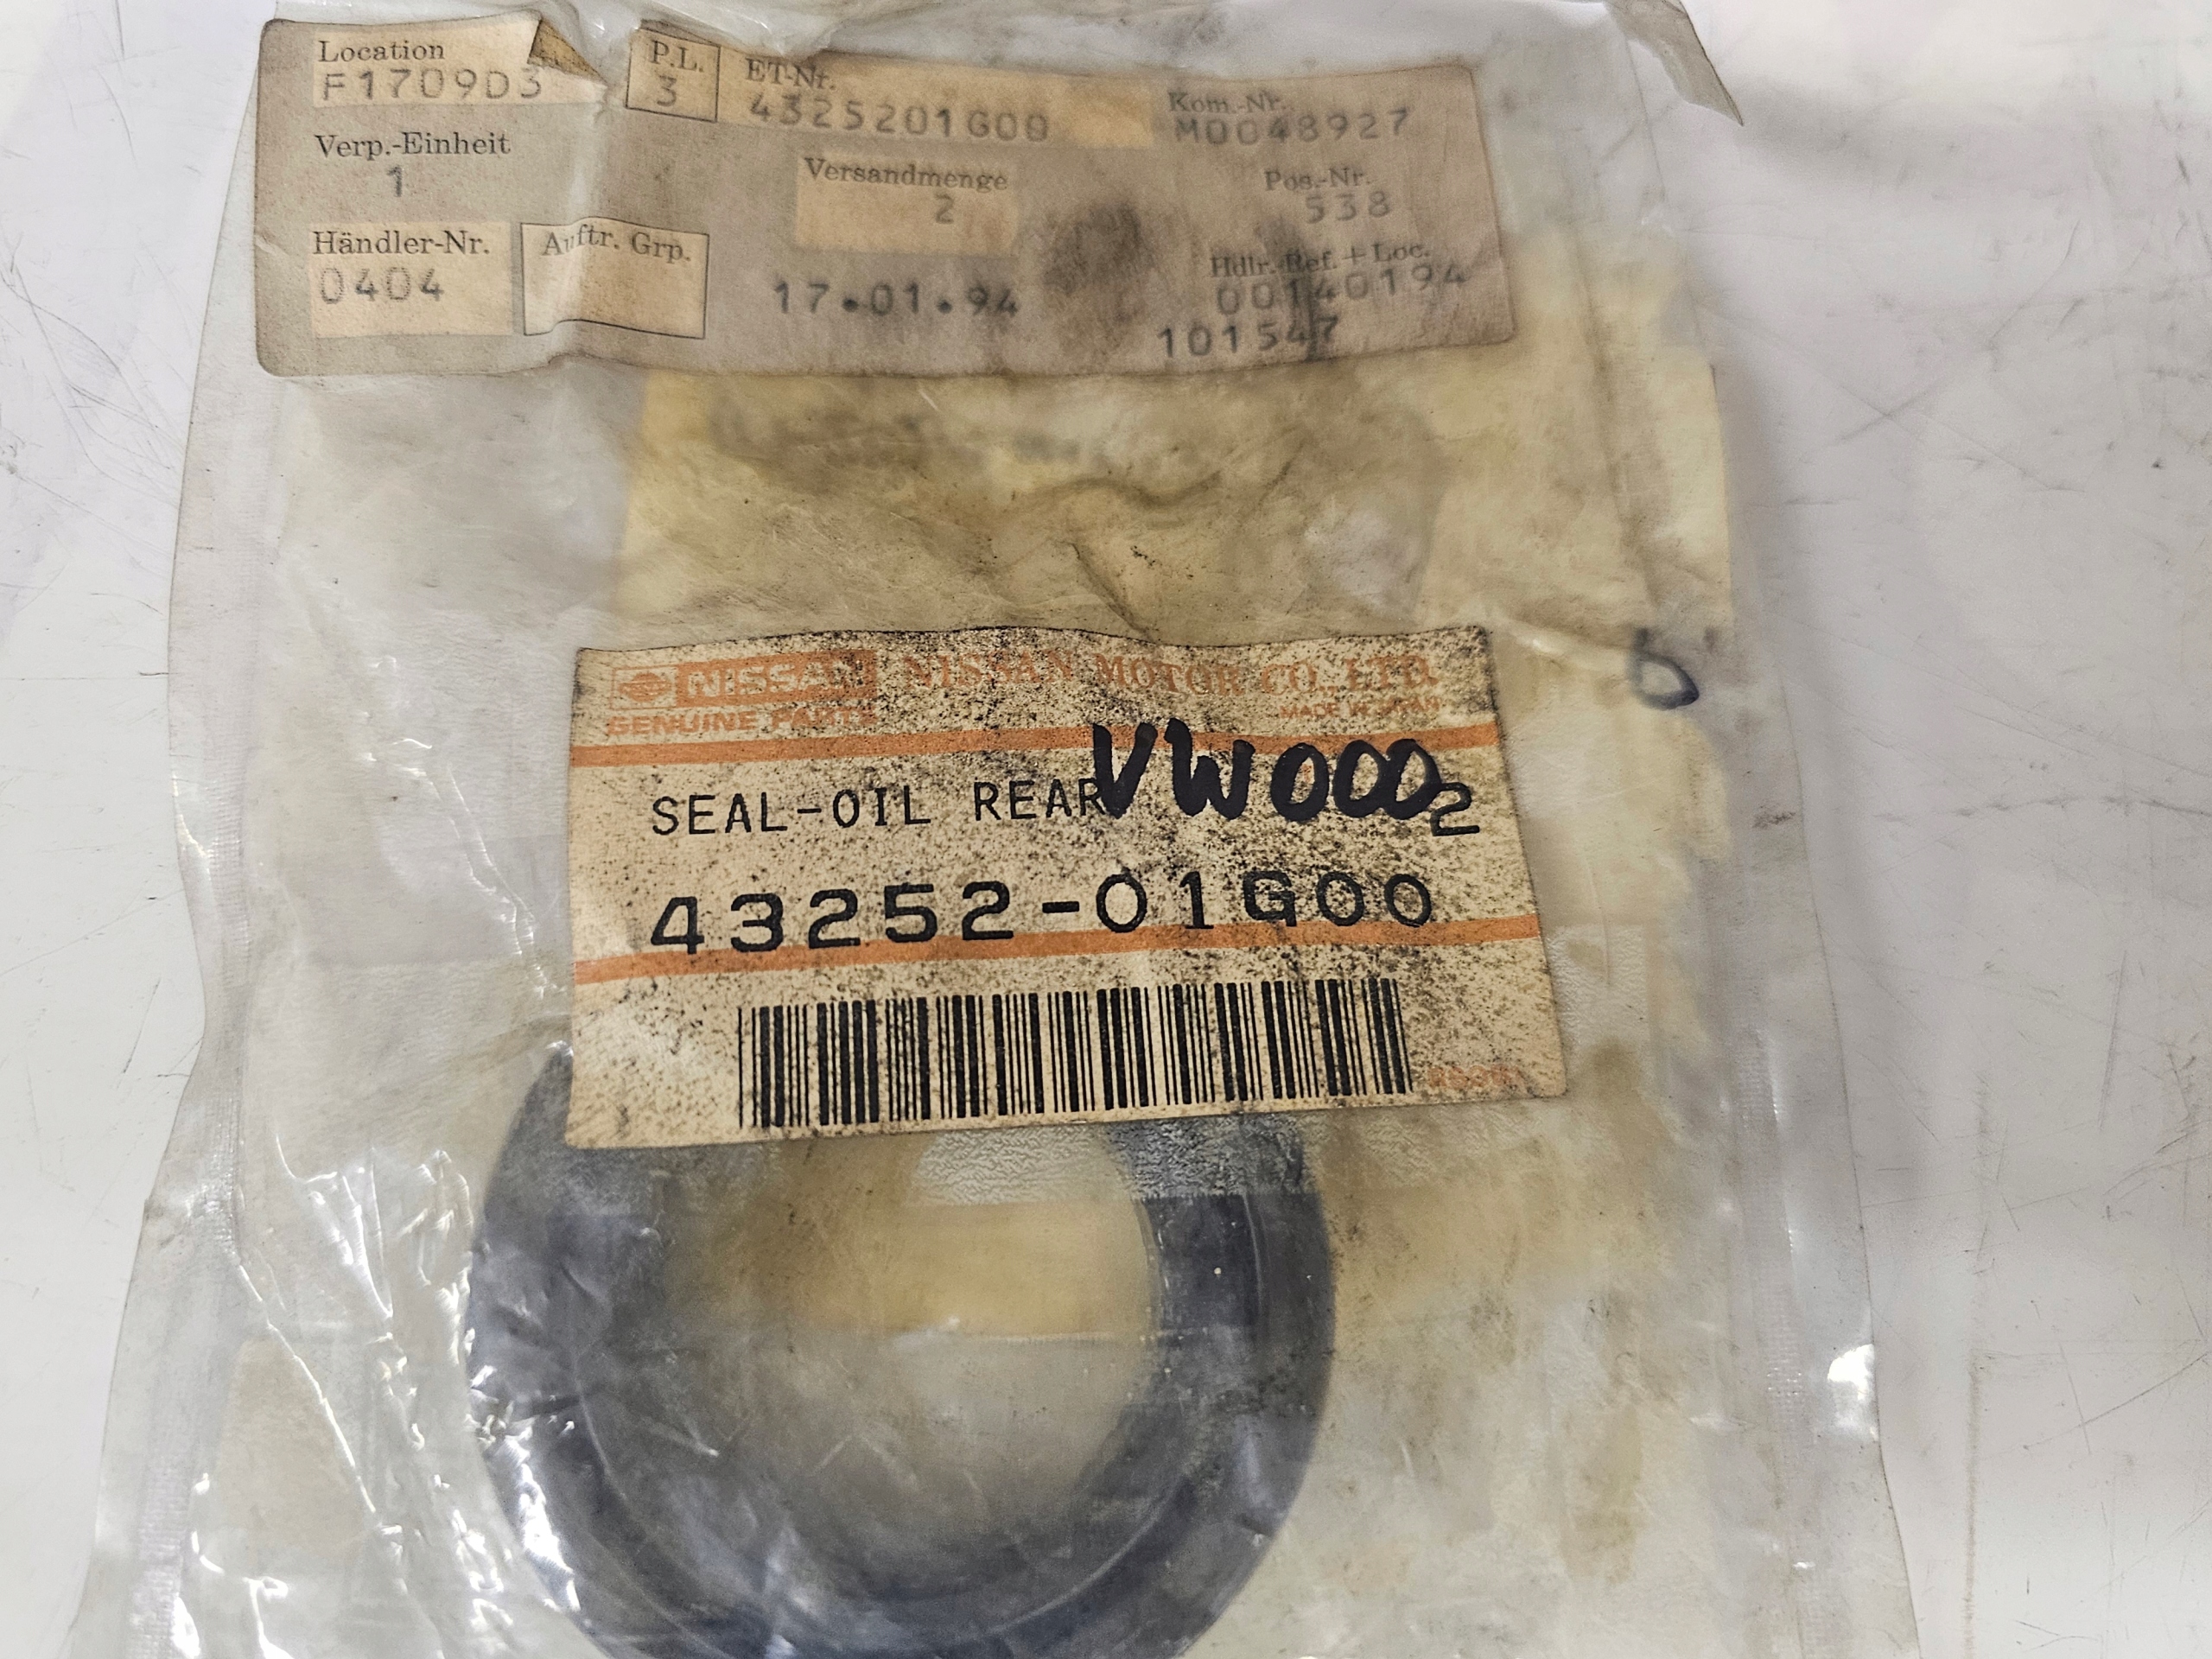 Location
F1709D3
P.L.
3
ET-Nr.
4325201G00
Kom.-Nr.
M0048927
Verp.-Einheit
1
Versandmenge
2
Pos.-Nr.
538
Händler-Nr.
0404
Auftr. Grp.
17.01.94
Hdlr.-Ref.+Loc.
00140194
101547
NISSAN NISSAN MOTOR CO., LTD.
GENUINE PARTS MADE IN JAPAN
VW000
SEAL-OIL REAR 2
43252-01G00